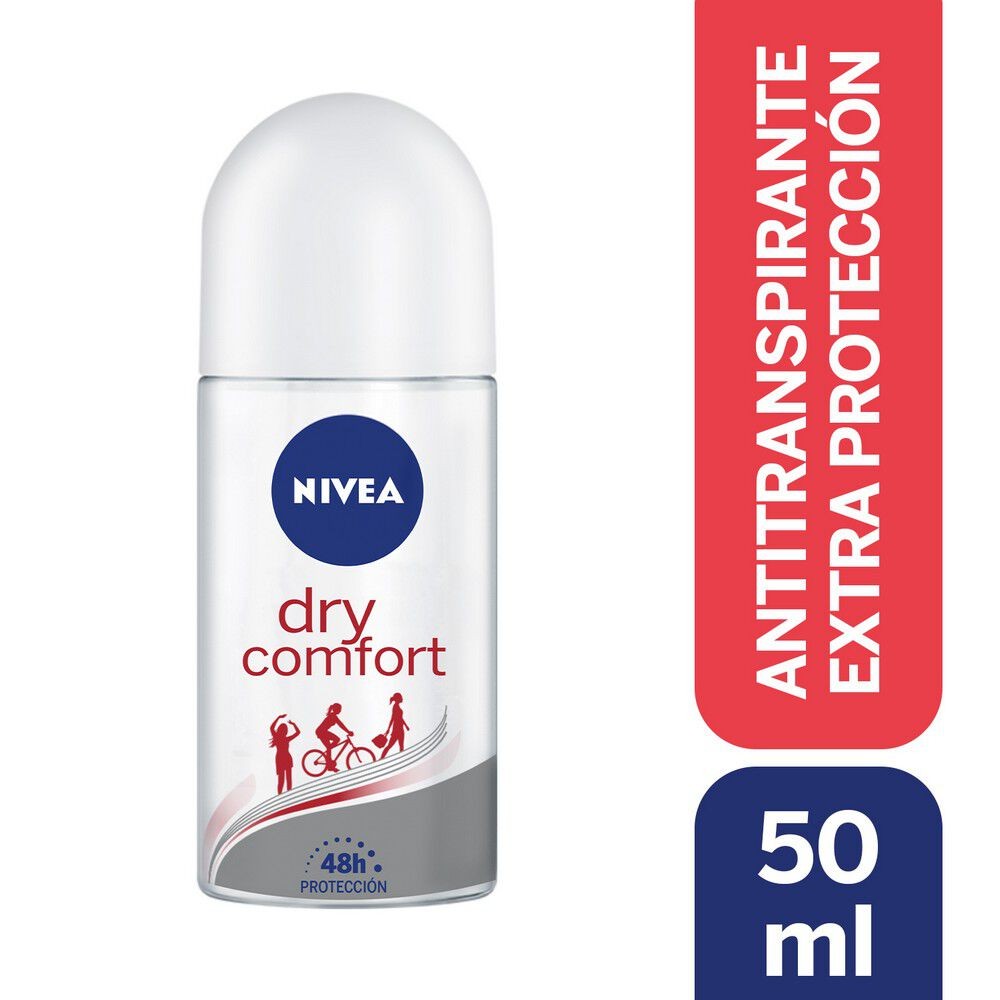 NIVEA
dry
comfort
48h
PROTECCIÓN
ANTITRANSPIRANTE
EXTRA PROTECCIÓN
50
ml